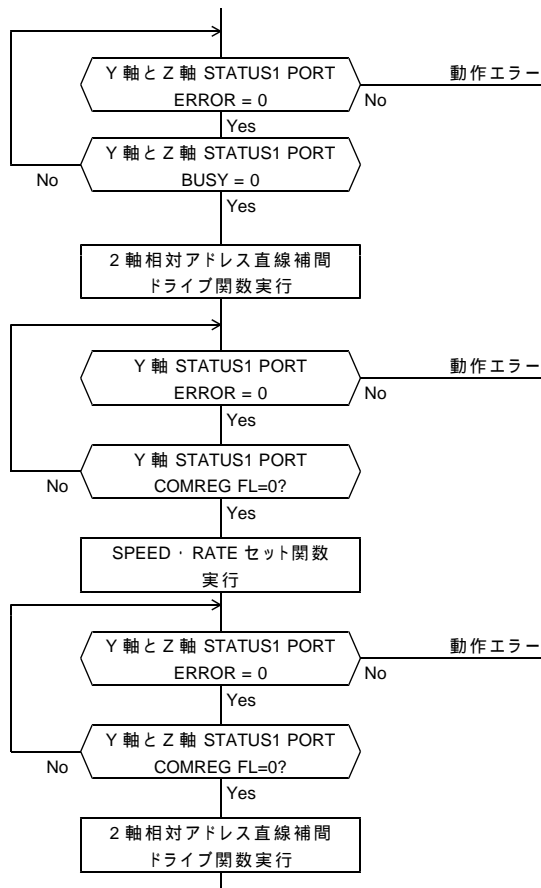 Y 軸と Z 軸 STATUS1 PORT
ERROR = 0
動作エラー
No
Yes
Y 軸と Z 軸 STATUS1 PORT
BUSY = 0
No
Yes
2 軸相対アドレス直線補間
ドライブ関数実行
Y 軸 STATUS1 PORT
ERROR = 0
動作エラー
No
Yes
Y 軸 STATUS1 PORT
COMREG FL=0?
No
Yes
SPEED・RATE セット関数
実行
Y 軸と Z 軸 STATUS1 PORT
ERROR = 0
動作エラー
No
Yes
Y 軸と Z 軸 STATUS1 PORT
COMREG FL=0?
No
Yes
2 軸相対アドレス直線補間
ドライブ関数実行